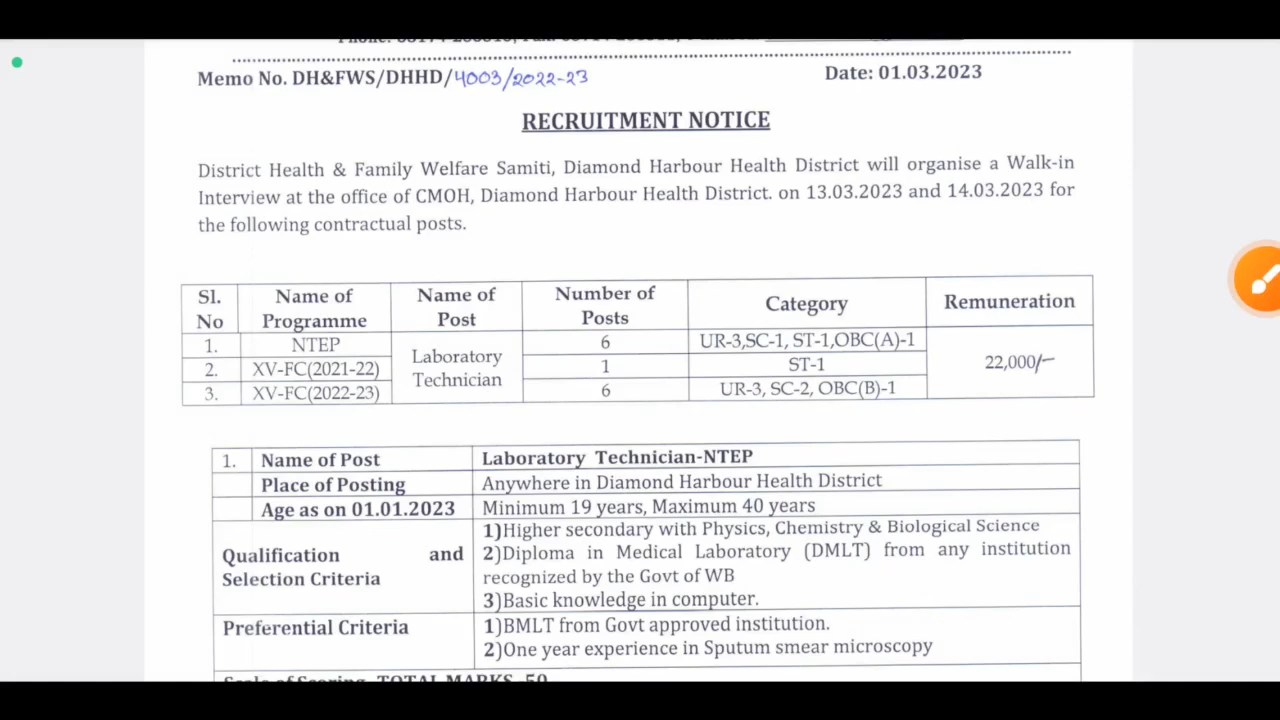 Memo No. DH&FWS/DHHD/4003/2022-23 Date: 01.03.2023
RECRUITMENT NOTICE
District Health & Family Welfare Samiti, Diamond Harbour Health District will organise a Walk-in
Interview at the office of CMOH, Diamond Harbour Health District. on 13.03.2023 and 14.03.2023 for
the following contractual posts.
Sl. No Name of Programme Name of Post Number of Posts Category Remuneration
1. NTEP Laboratory Technician 6 UR-3,SC-1, ST-1,OBC(A)-1 22,000/-
2. XV-FC(2021-22) 1 ST-1
3. XV-FC(2022-23) 6 UR-3, SC-2, OBC(B)-1
1. Name of Post Laboratory Technician-NTEP
Place of Posting Anywhere in Diamond Harbour Health District
Age as on 01.01.2023 Minimum 19 years, Maximum 40 years
Qualification and Selection Criteria
1)Higher secondary with Physics, Chemistry & Biological Science
2)Diploma in Medical Laboratory (DMLT) from any institution
recognized by the Govt of WB
3)Basic knowledge in computer.
Preferential Criteria 1)BMLT from Govt approved institution.
2)One year experience in Sputum smear microscopy
Scale of Scoring TOTAL MARKS 50